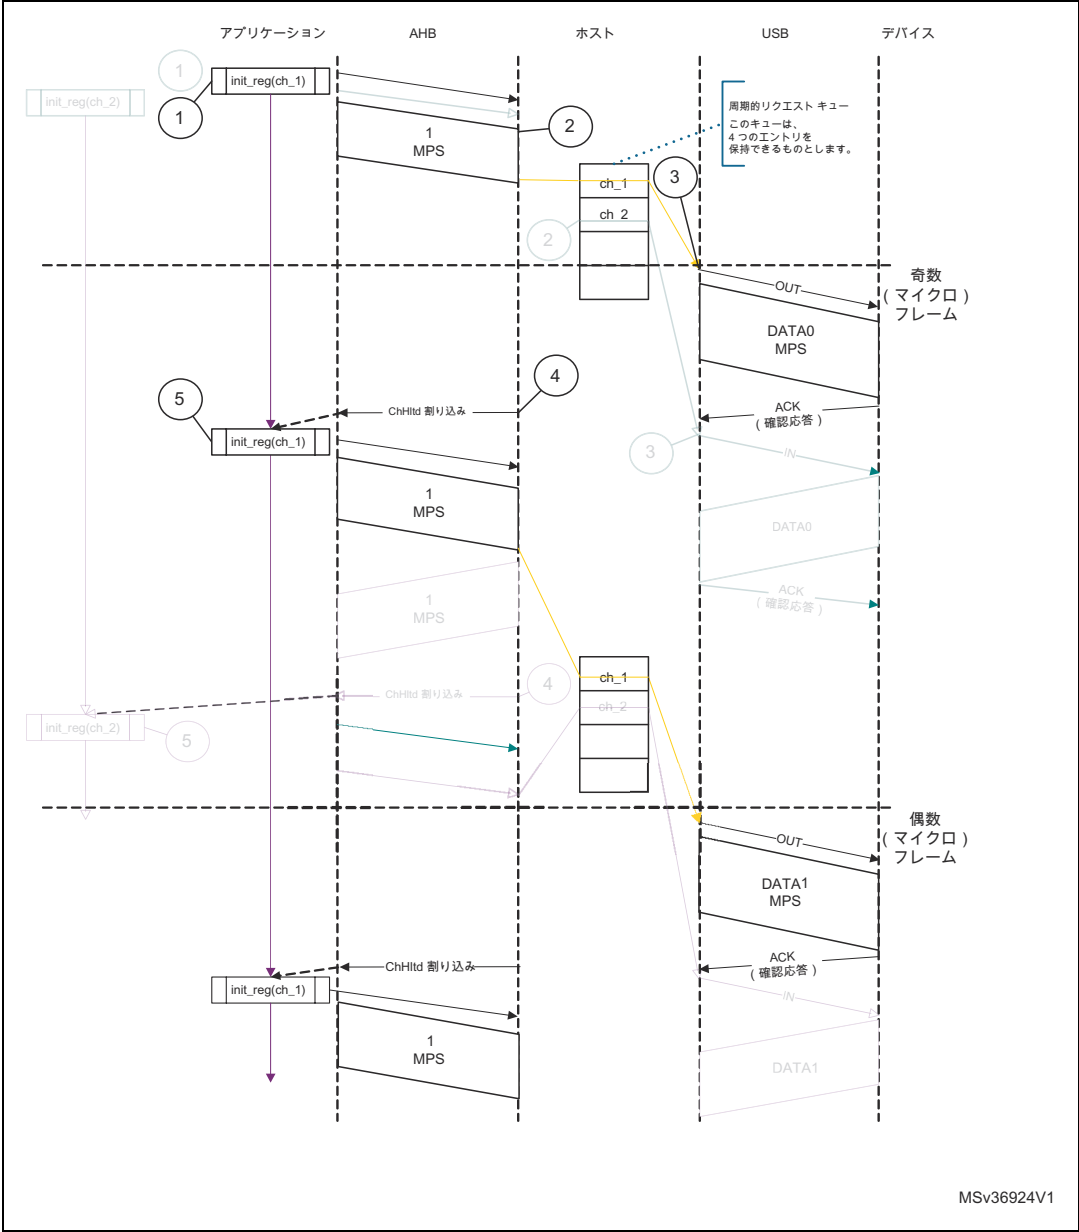 アプリケーション
AHB
ホスト
USB
デバイス
1
init_reg(ch_1)
init_reg(ch_2)
1
1
MPS
2
周期的リクエスト キュー
このキューは、
4 つのエントリを
保持できるものとします。
3
ch_1
ch_2
2
奇数
( マイクロ )
フレーム
OUT
DATA0
MPS
4
5
ChHltd 割り込み
ACK
( 確認応答 )
init_reg(ch_1)
3
IN
1
MPS
DATA0
1
MPS
ACK
( 確認応答 )
ch_1
4
ChHltd 割り込み
ch_2
init_reg(ch_2)
5
偶数
( マイクロ )
フレーム
OUT
DATA1
MPS
ChHltd 割り込み
ACK
( 確認応答 )
init_reg(ch_1)
IN
1
MPS
DATA1
MSv36924V1